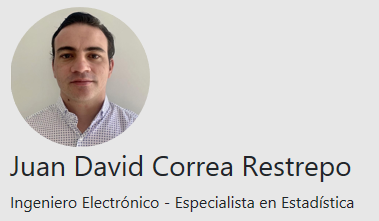 Juan David Correa Restrepo
Ingeniero Electrónico - Especialista en Estadística